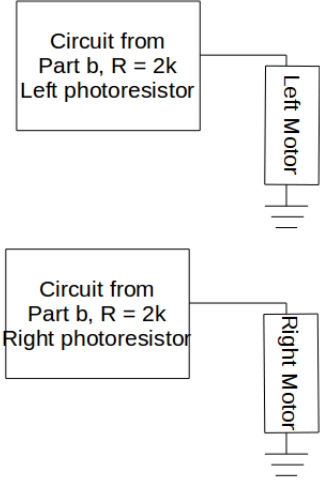 Circuit from
Part b, R = 2k
Left photoresistor
Left Motor
Circuit from
Part b, R = 2k
Right photoresistor
Right Motor